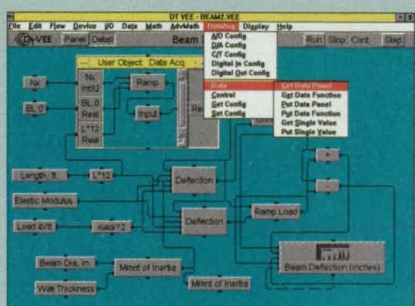 DT VEE - BEAM2.VEE
File Edit Flow Device I/O Data Math AdvMath DataAcq Display Help
DT VEE Panel Detail Beam Run Stop Cont Step
A/D Config
D/A Config
C/T Config
Digital In Config
Digital Out Config
Data
Control
Get Config
Set Config
Get Data Panel
Get Data Function
Put Data Panel
Put Data Function
Get Single Value
Put Single Value
User Object: Data Acq
Nx
Nx
Int32
Ramp
BL:0
BL:0
Real
Input
L*12
Real
Length, ft.
L*12
Deflection
Elastic Modulus
Deflection
Ramp Load
Load lb/ft
load/12
+
-
Beam Dia, in.
Mmnt of Inertia
Beam Deflection (inches)
Wall Thickness
Mmnt of Inertia